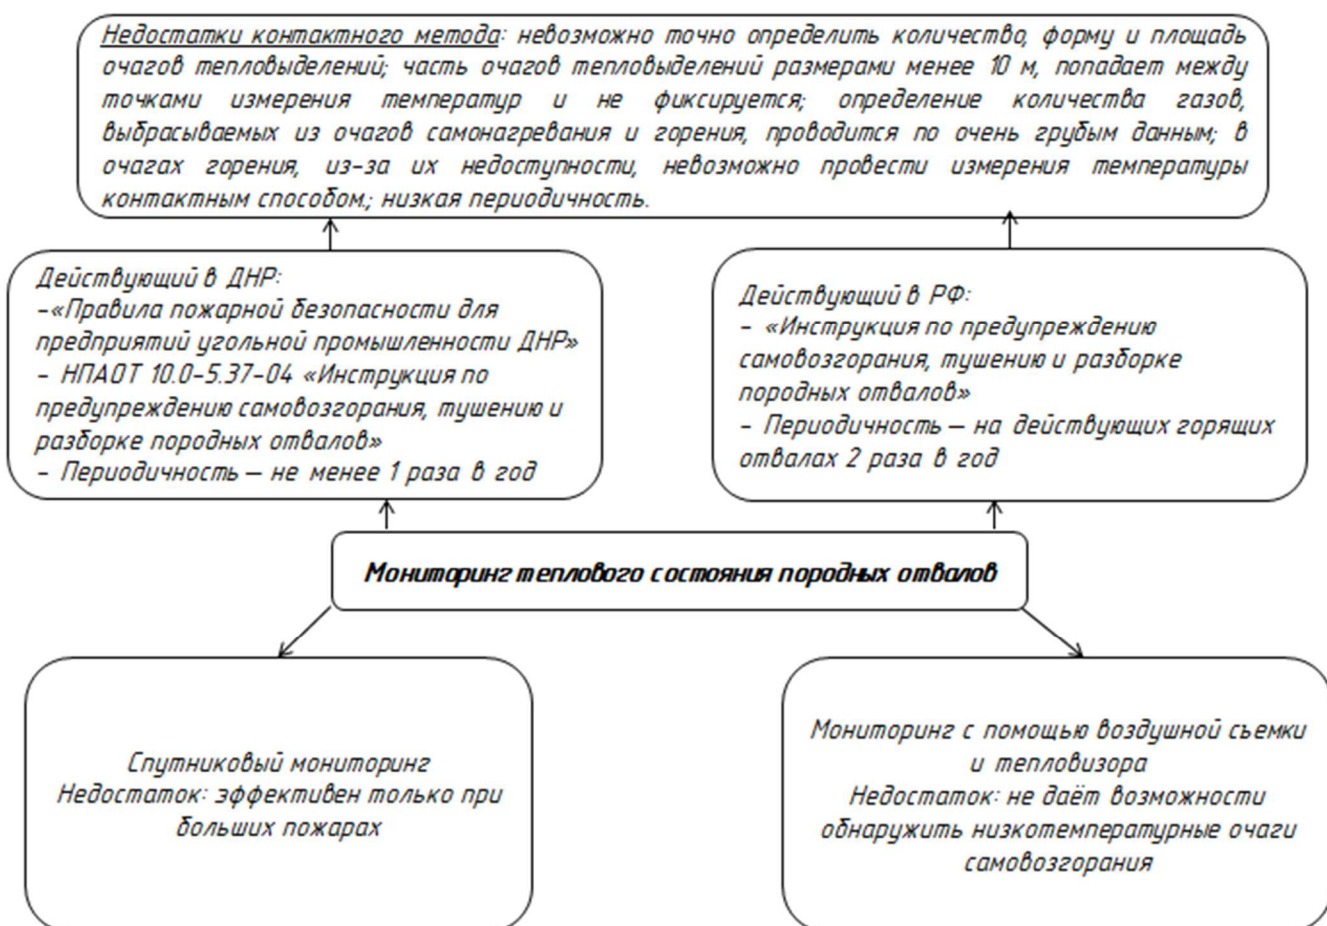 Недостатки контактного метода: невозможно точно определить количество, форму и площадь
очагов тепловыделений; часть очагов тепловыделений размерами менее 10 м, попадает между
точками измерения температур и не фиксируется; определение количества газов,
выбрасываемых из очагов самонагревания и горения, проводится по очень грубым данным; в
очагах горения, из-за их недоступности, невозможно провести измерения температуры
контактным способом.; низкая периодичность.
Действующий в ДНР:
-«Правила пожарной безопасности для
предприятий угольной промышленности ДНР»
- НПАОТ 10.0-5.37-04 «Инструкция по
предупреждению самовозгорания, тушению и
разборке породных отвалов»
- Периодичность – не менее 1 раза в год
Действующий в РФ:
- «Инструкция по предупреждению
самовозгорания, тушению и разборке
породных отвалов»
- Периодичность – на действующих горящих
отвалах 2 раза в год
Мониторинг теплового состояния породных отвалов
Спутниковый мониторинг
Недостаток: эффективен только при
больших пожарах
Мониторинг с помощью воздушной съемки
и тепловизора
Недостаток: не даёт возможности
обнаружить низкотемпературные очаги
самовозгорания